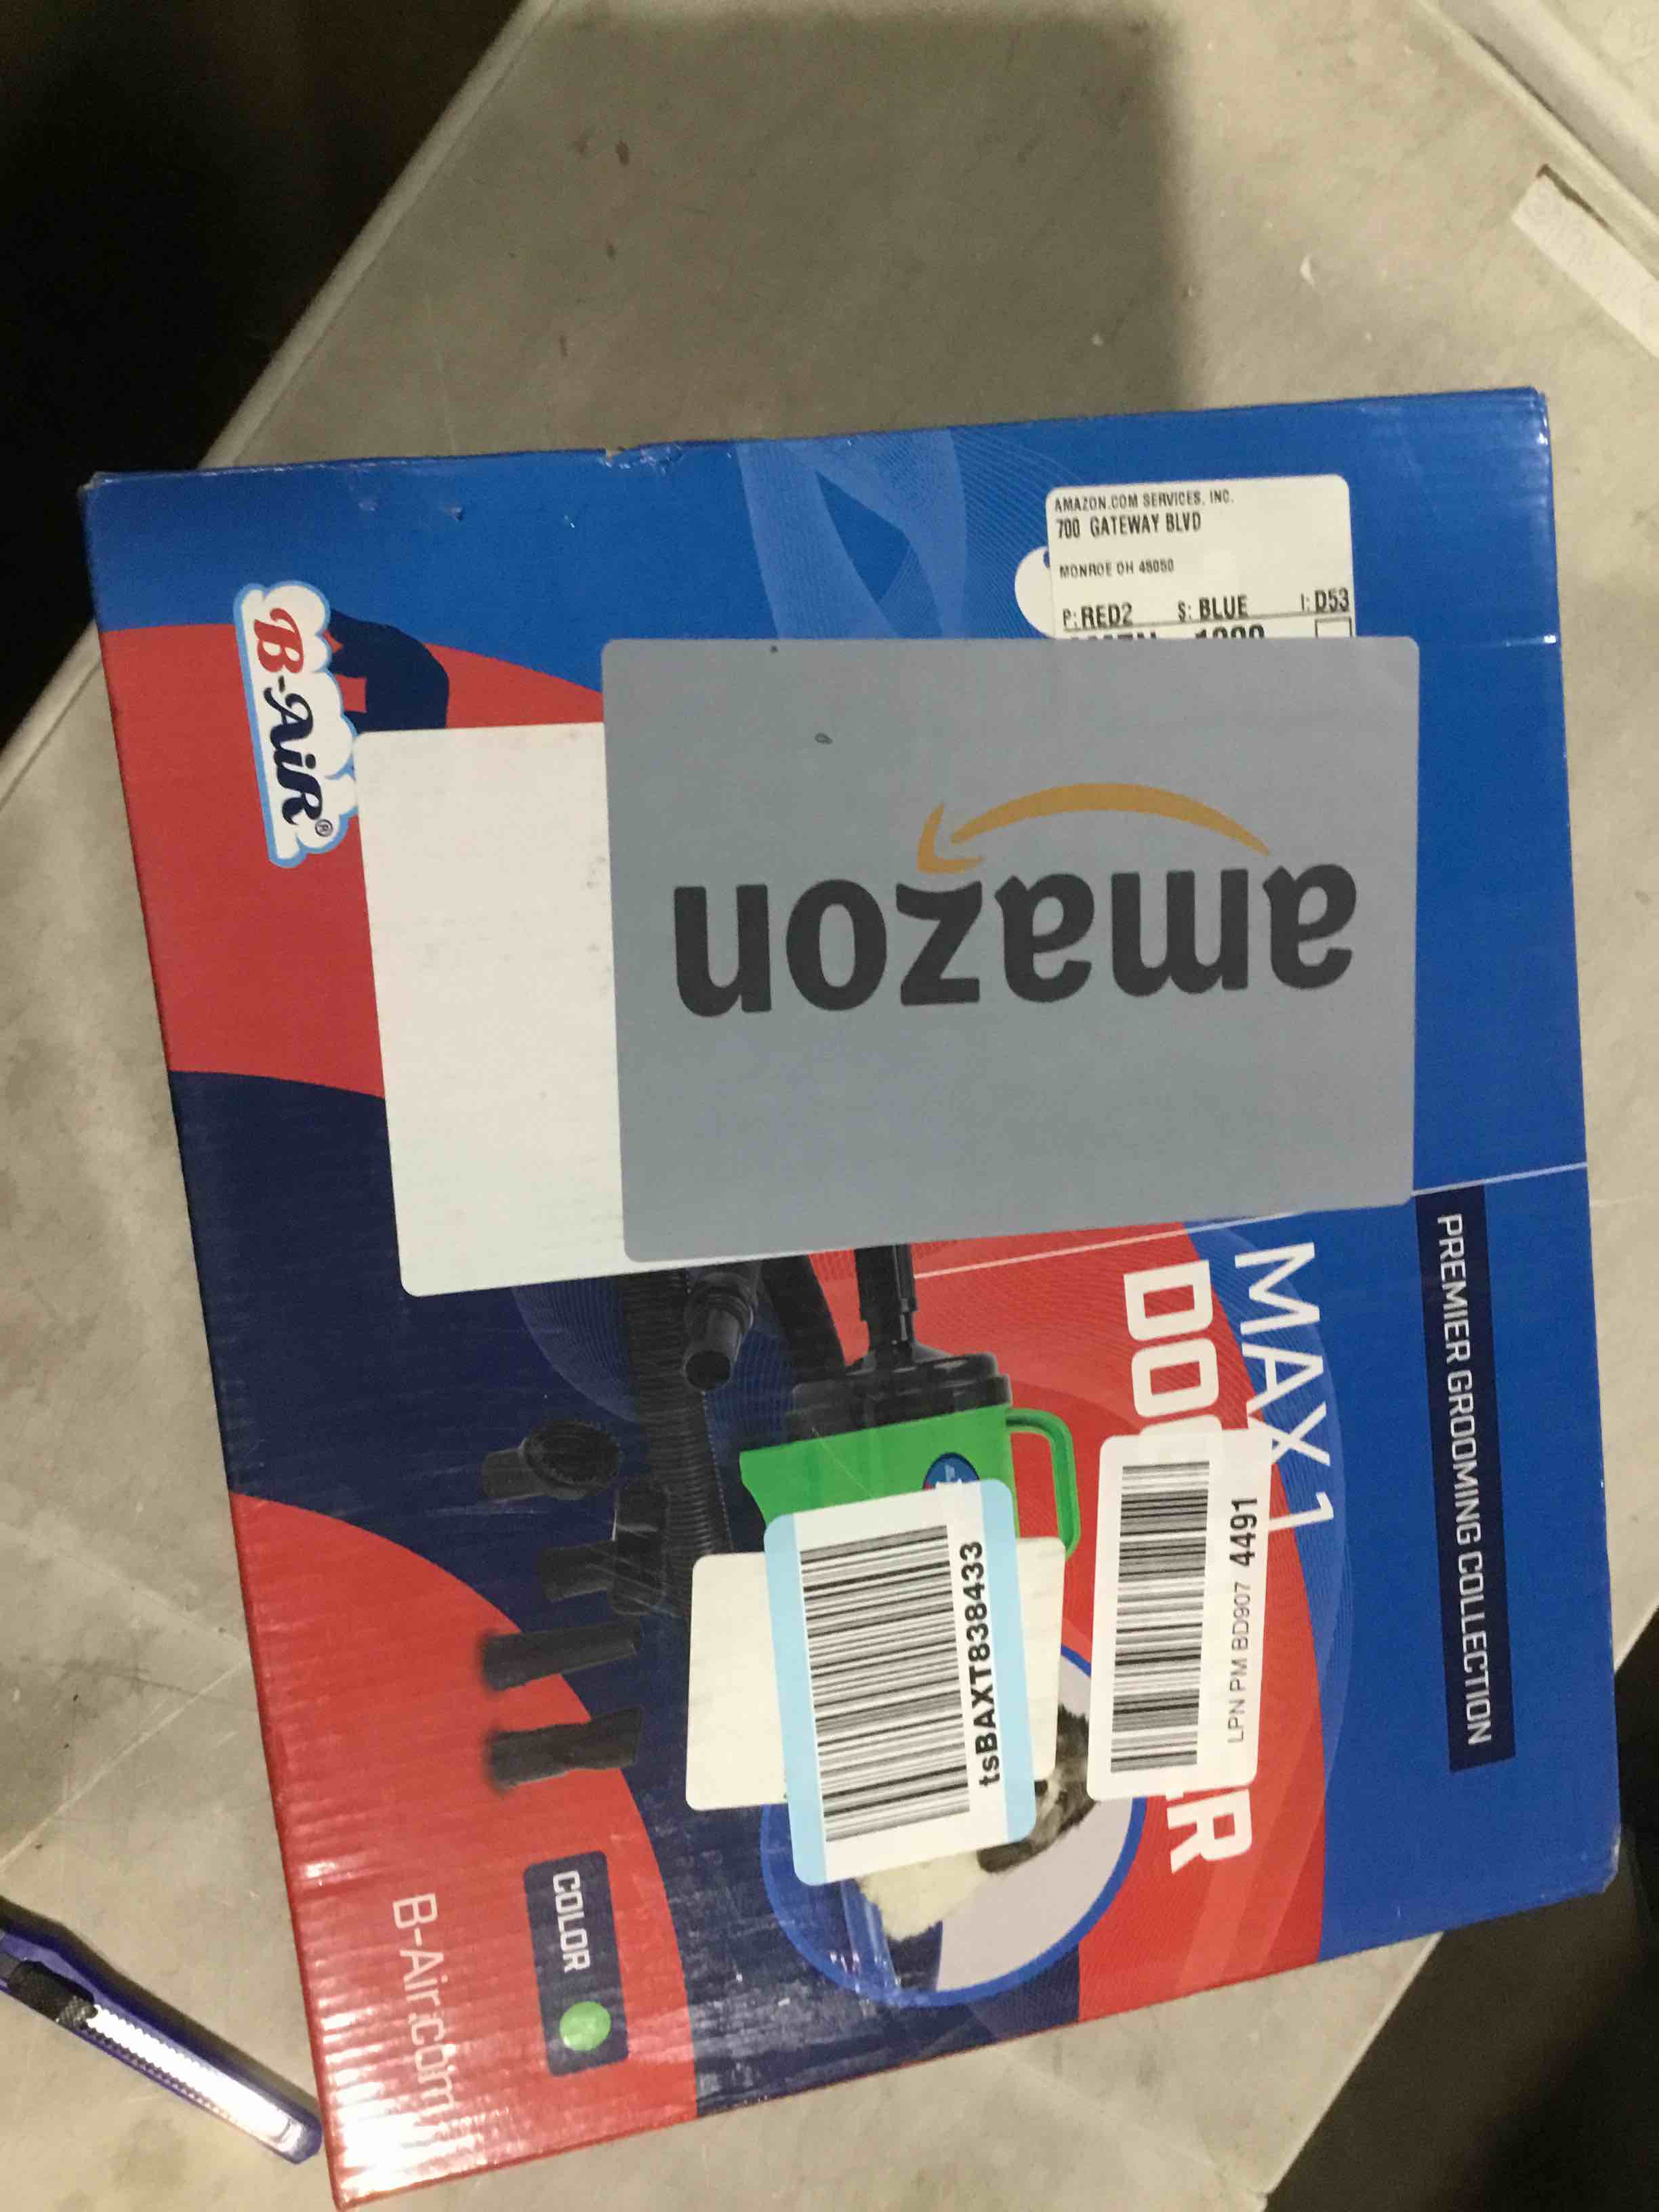 AMAZON.COM SERVICES, INC.
700 GATEWAY BLVD
MONROE OH 45050
P: RED2 S: BLUE I: D53
B-AiR®
amazon
PREMIER GROOMING COLLECTION
MAX 1
LPN PM BD907 4491
tsBAXT838433
COLOR
B-Air.com